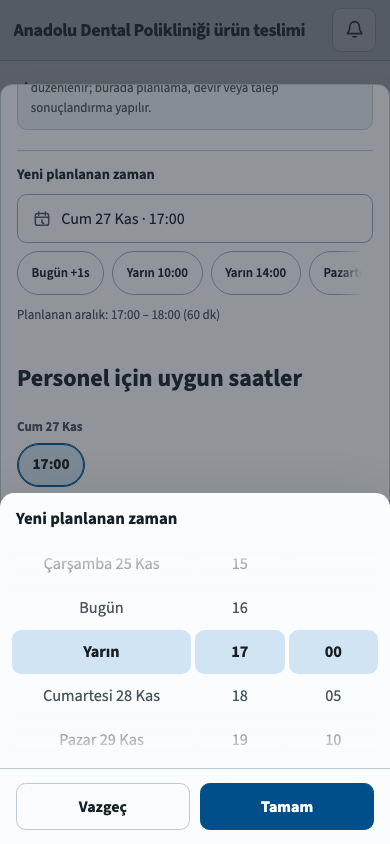 Anadolu Dental Polikliniği ürün teslimi
düzenlenir; burada planlama, devir veya talep
sonuçlandırma yapılır.
Yeni planlanan zaman
Cum 27 Kas · 17:00
Bugün +1s
Yarın 10:00
Yarın 14:00
Planlanan aralık: 17:00 – 18:00 (60 dk)
Personel için uygun saatler
Cum 27 Kas
17:00
Yeni planlanan zaman
Çarşamba 25 Kas 15
Bugün 16
Yarın 17 00
Cumartesi 28 Kas 18 05
Pazar 29 Kas 19 10
Vazgeç Tamam